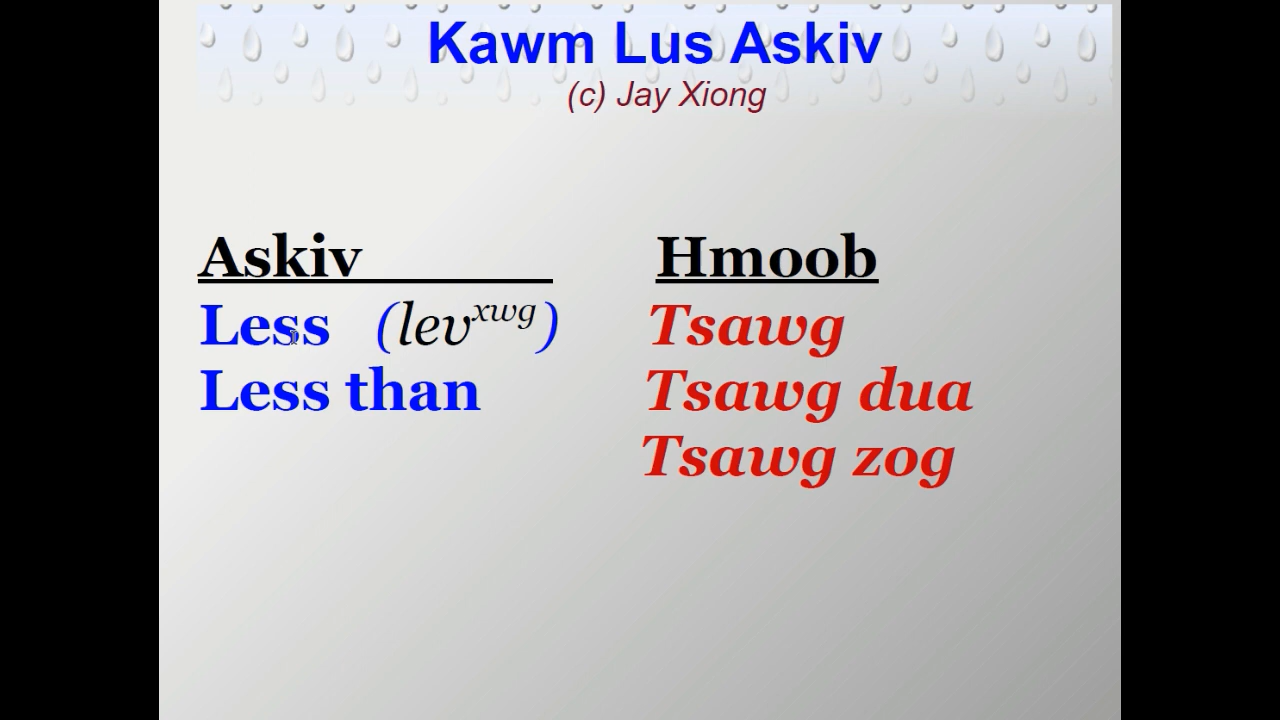 Kawm Lus Askiv
(c) Jay Xiong
Askiv Hmoob
Less (levxwg) Tsawg
Less than Tsawg dua
Tsawg zog